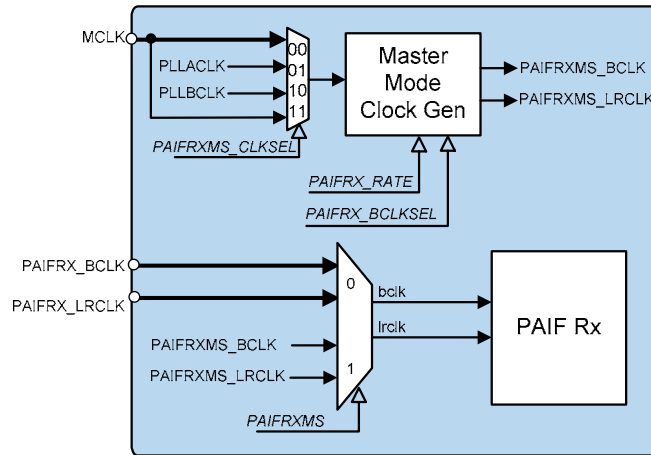 MCLK
00
PLLACLK
01
PLLBCLK
10
11
PAIFRXMS_CLKSEL
Master
Mode
Clock Gen
PAIFRXMS_BCLK
PAIFRXMS_LRCLK
PAIFRX_RATE
PAIFRX_BCLKSEL
PAIFRX_BCLK
PAIFRX_LRCLK
0
bclk
lrclk
PAIFRXMS_BCLK
PAIFRXMS_LRCLK
1
PAIFRXMS
PAIF Rx